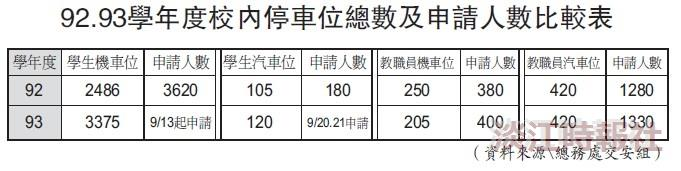 92.93學年度校內停車位總數及申請人數比較表
學年度 學生機車位 申請人數 學生汽車位 申請人數 教職員機車位 申請人數 教職員汽車位 申請人數
92 2486 3620 105 180 250 380 420 1280
93 3375 9/13起申請 120 9/20.21申請 205 400 420 1330
淡江時報社
(資料來源\總務處交安組)